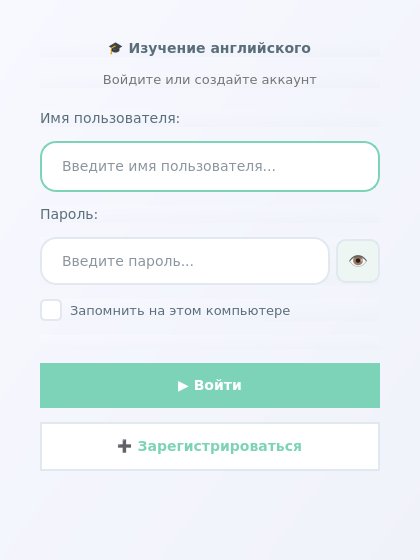 🎓 Изучение английского
Войдите или создайте аккаунт
Имя пользователя:
Введите имя пользователя...
Пароль:
Введите пароль...
Запомнить на этом компьютере
▶ Войти
➕ Зарегистрироваться